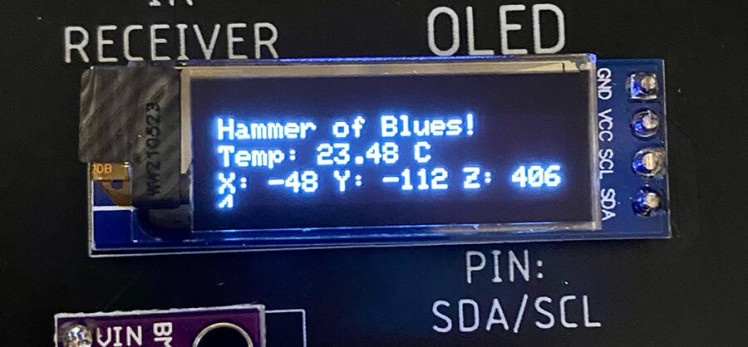 IR
RECEIVER
OLED
Hammer of Blues!
Temp: 23.48 C
X: -48 Y: -112 Z: 406
GND VCC SCL SDA
PIN:
SDA/SCL
VIN